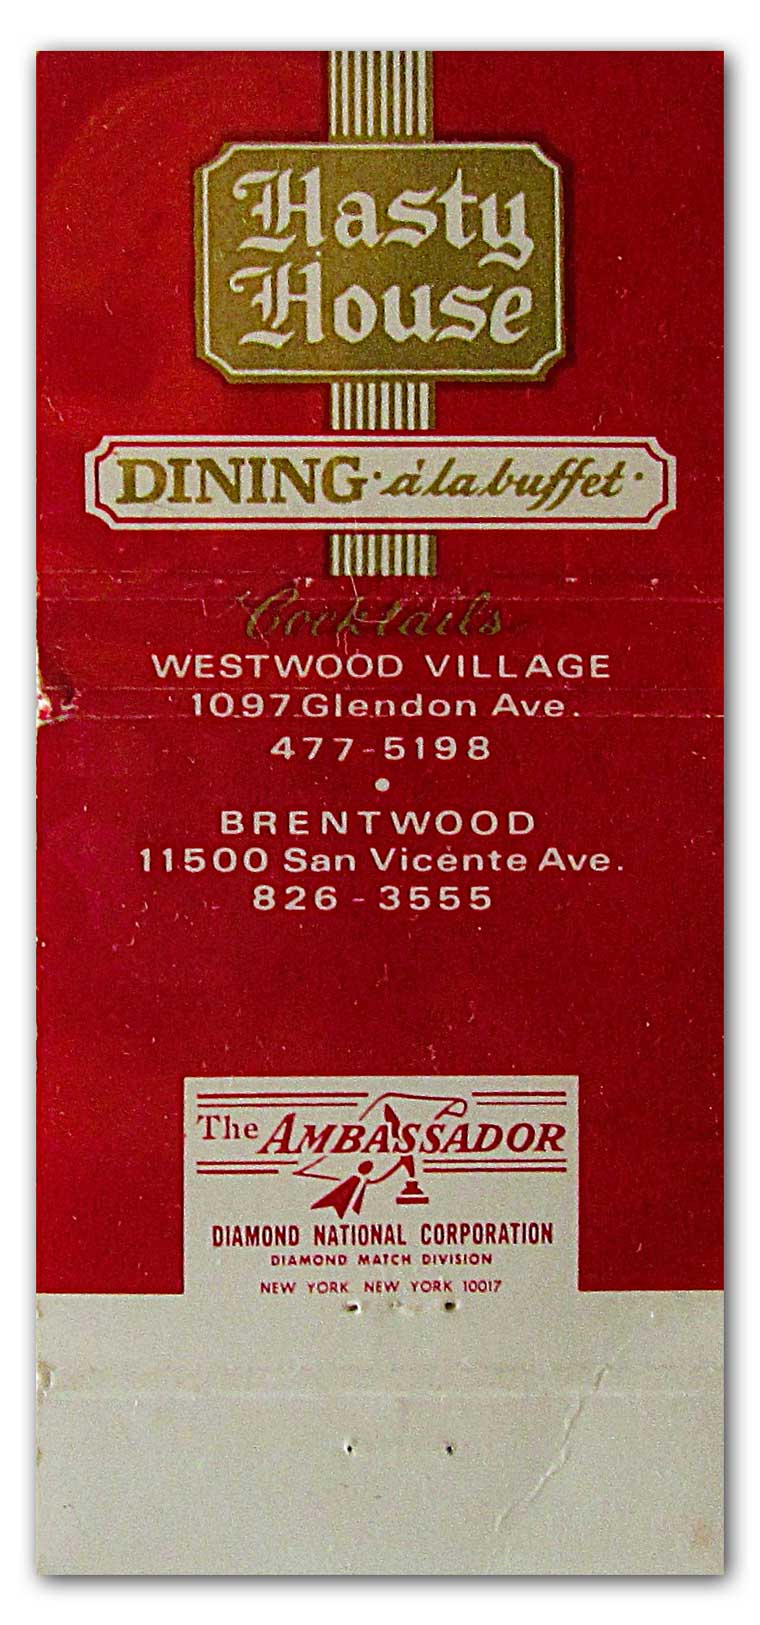 Hasty
House
DINING · á la buffet ·
Cocktails
WESTWOOD VILLAGE
1097 Glendon Ave.
477-5198
•
BRENTWOOD
11500 San Vicente Ave.
826-3555
The AMBASSADOR
DIAMOND NATIONAL CORPORATION
DIAMOND MATCH DIVISION
NEW YORK NEW YORK 10017